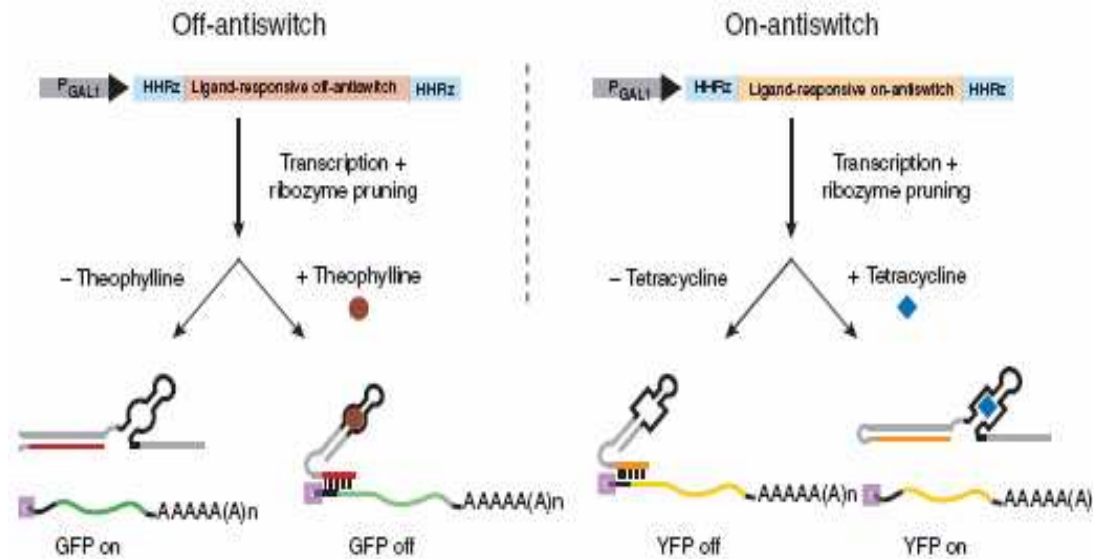 Off-antiswitch
On-antiswitch
PGAL1 HHRz Ligand-responsive off-antiswitch HHRz
PGAL1 HHRz Ligand-responsive on-antiswitch HHRz
Transcription +
ribozyme pruning
Transcription +
ribozyme pruning
– Theophylline + Theophylline
– Tetracycline + Tetracycline
AAAAA(A)n
AAAAA(A)n
AAAAA(A)n
AAAAA(A)
GFP on GFP off
YFP off YFP on